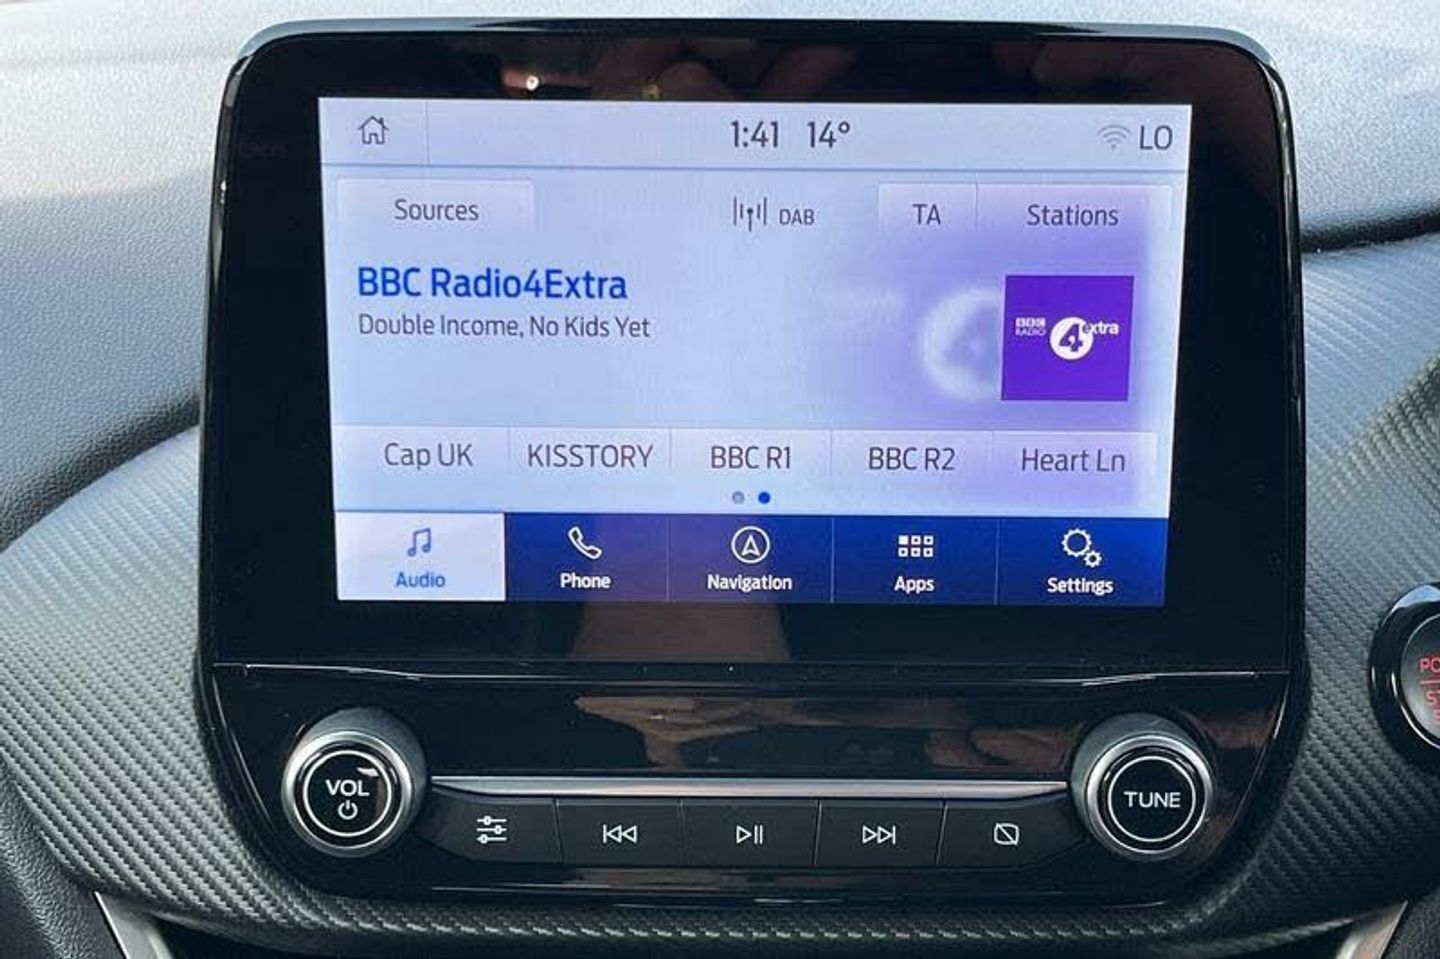 1:41 14° LO
Sources DAB TA Stations
BBC Radio4Extra
Double Income, No Kids Yet
BBC RADIO 4 extra
Cap UK KISSTORY BBC R1 BBC R2 Heart Ln
Audio Phone Navigation Apps Settings
VOL TUNE